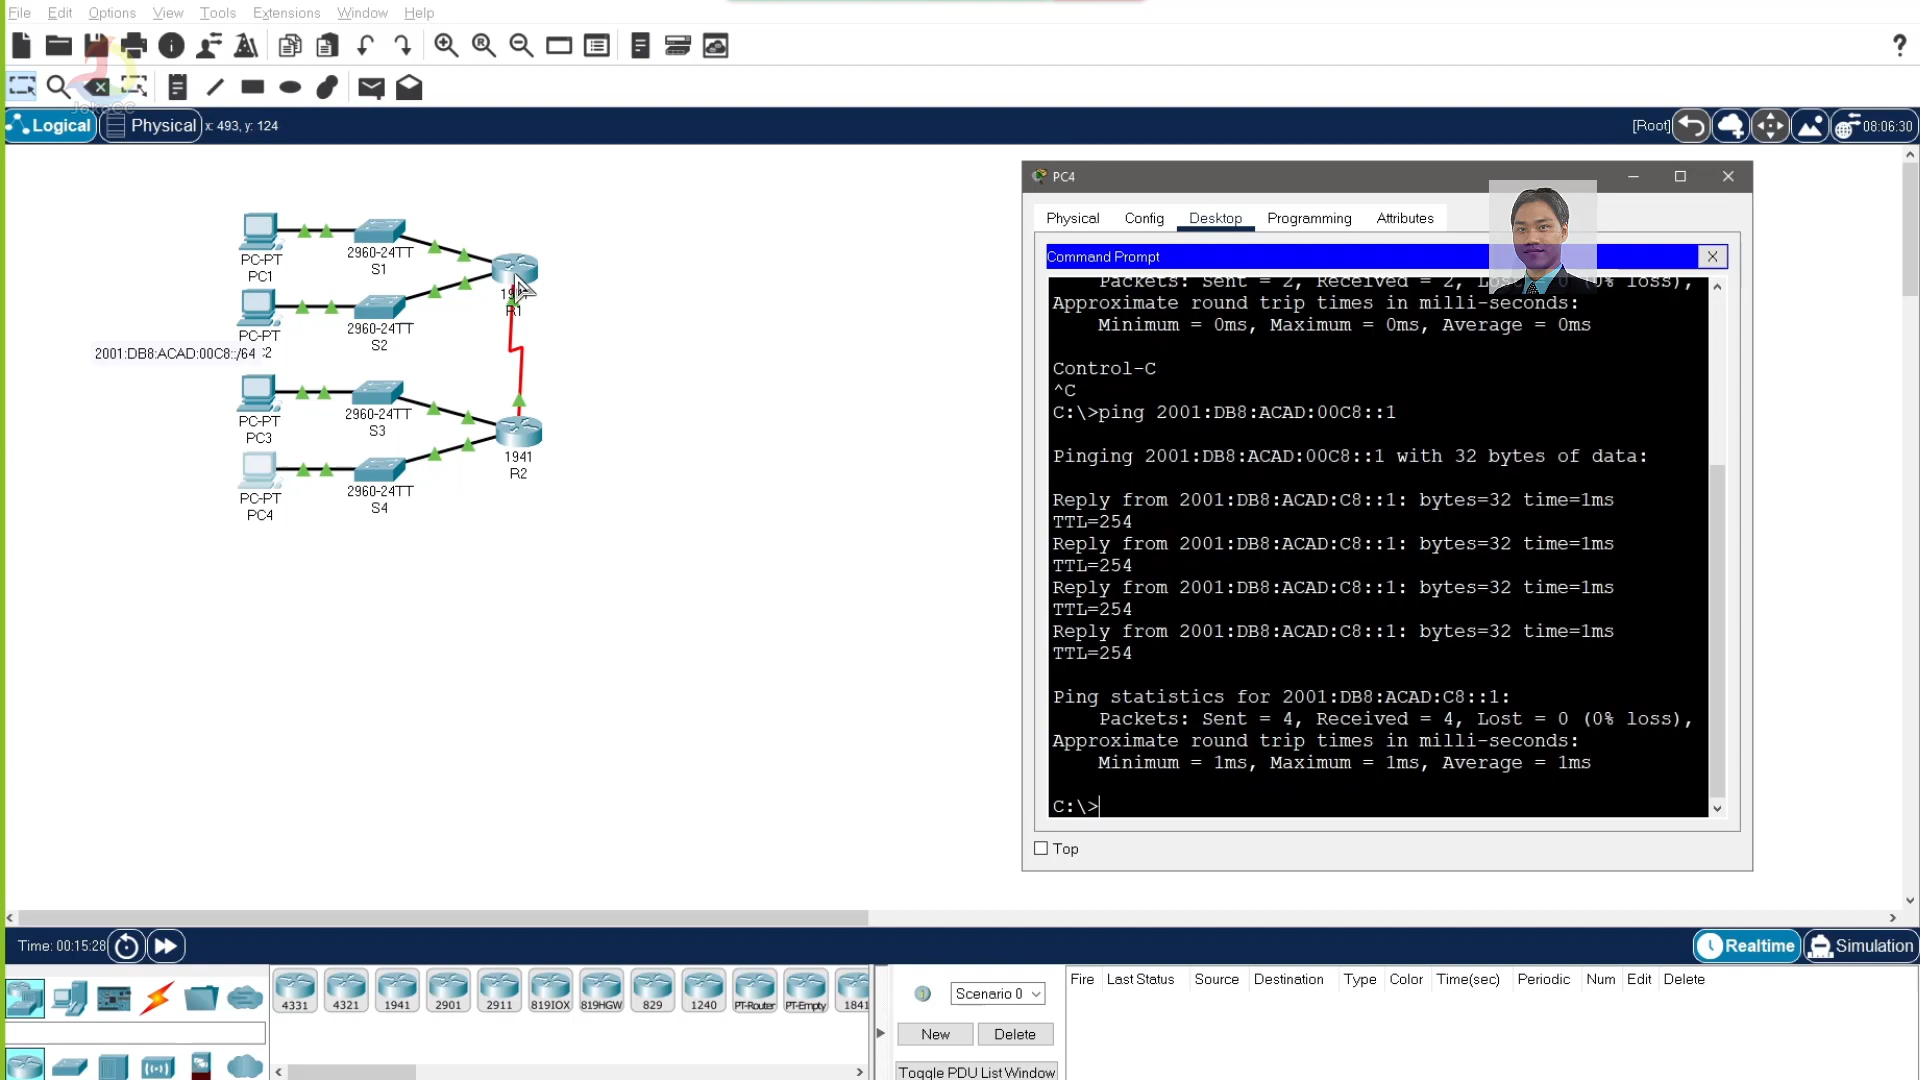 File Edit Options View Tools Extensions Window Help
JokoCC
Logical Physical x: 493, y: 124 [Root] 08:06:30
PC4
Physical Config Desktop Programming Attributes
Command Prompt X
Packets: Sent = 2, Received = 2, Lost = 0 (0% loss),
Approximate round trip times in milli-seconds:
Minimum = 0ms, Maximum = 0ms, Average = 0ms
Control-C
^C
C:\>ping 2001:DB8:ACAD:00C8::1
Pinging 2001:DB8:ACAD:00C8::1 with 32 bytes of data:
Reply from 2001:DB8:ACAD:C8::1: bytes=32 time=1ms
TTL=254
Reply from 2001:DB8:ACAD:C8::1: bytes=32 time=1ms
TTL=254
Reply from 2001:DB8:ACAD:C8::1: bytes=32 time=1ms
TTL=254
Reply from 2001:DB8:ACAD:C8::1: bytes=32 time=1ms
TTL=254
Ping statistics for 2001:DB8:ACAD:C8::1:
Packets: Sent = 4, Received = 4, Lost = 0 (0% loss),
Approximate round trip times in milli-seconds:
Minimum = 1ms, Maximum = 1ms, Average = 1ms
C:\>
Top
PC-PT
PC1
2960-24TT
S1
R1
PC-PT
2960-24TT
S2
2001:DB8:ACAD:00C8::/64
PC-PT
PC3
2960-24TT
S3
1941
R2
PC-PT
PC4
2960-24TT
S4
Time: 00:15:28 Realtime Simulation
4331 4321 1941 2901 2911 819IOX 819HGW 829 1240 PT-Router PT-Empty 1841
Scenario 0
New Delete
Toggle PDU List Window
Fire Last Status Source Destination Type Color Time(sec) Periodic Num Edit Delete